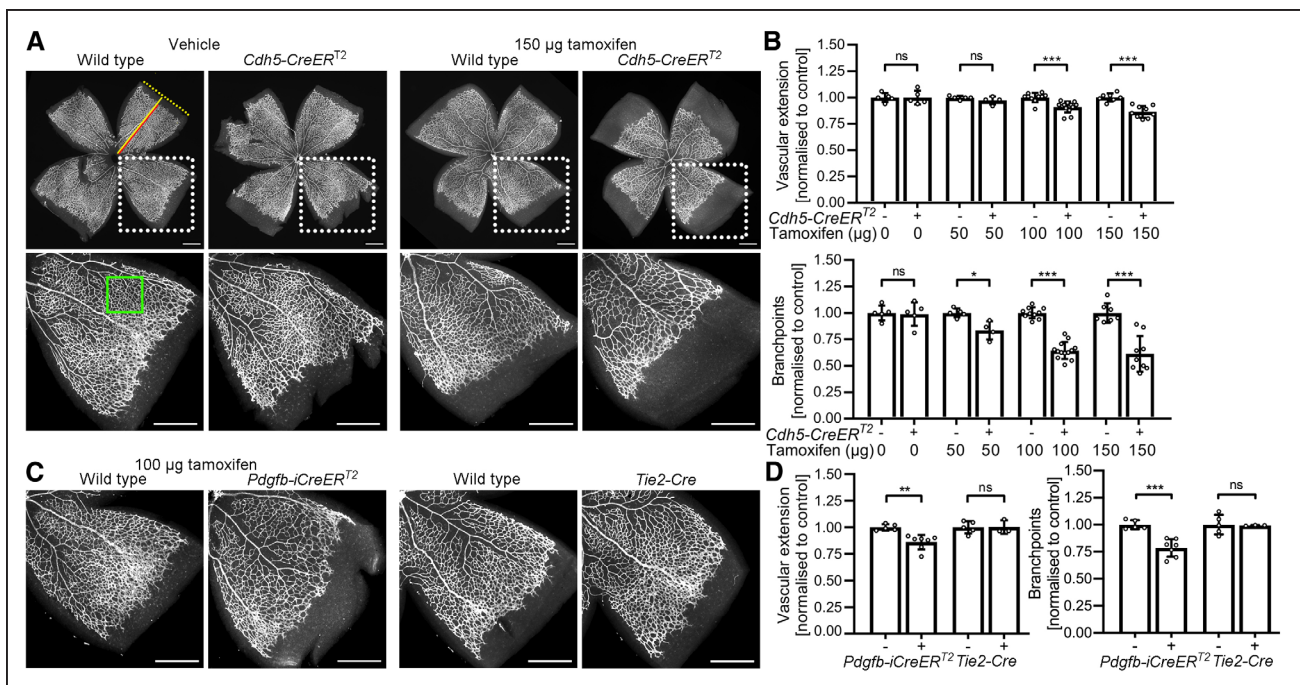 A
Vehicle
150 µg tamoxifen
Wild type
Cdh5-CreER^T2
Wild type
Cdh5-CreER^T2
B
Vascular extension
[normalised to control]
1.50
1.25
1.00
0.75
0.50
0.25
0.00
ns
ns
***
***
- + - + - + - +
Cdh5-CreER^T2
Tamoxifen (µg) 0 0 50 50 100 100 150 150
Branchpoints
[normalised to control]
1.50
1.25
1.00
0.75
0.50
0.25
0.00
ns
*
***
***
- + - + - + - +
Cdh5-CreER^T2
Tamoxifen (µg) 0 0 50 50 100 100 150 150
C
100 µg tamoxifen
Wild type
Pdgfb-iCreER^T2
Wild type
Tie2-Cre
D
Vascular extension
[normalised to control]
1.50
1.25
1.00
0.75
0.50
0.25
0.00
**
ns
- + - +
Pdgfb-iCreER^T2 Tie2-Cre
Branchpoints
[normalised to control]
1.50
1.25
1.00
0.75
0.50
0.25
0.00
***
ns
- + - +
Pdgfb-iCreER^T2 Tie2-Cre